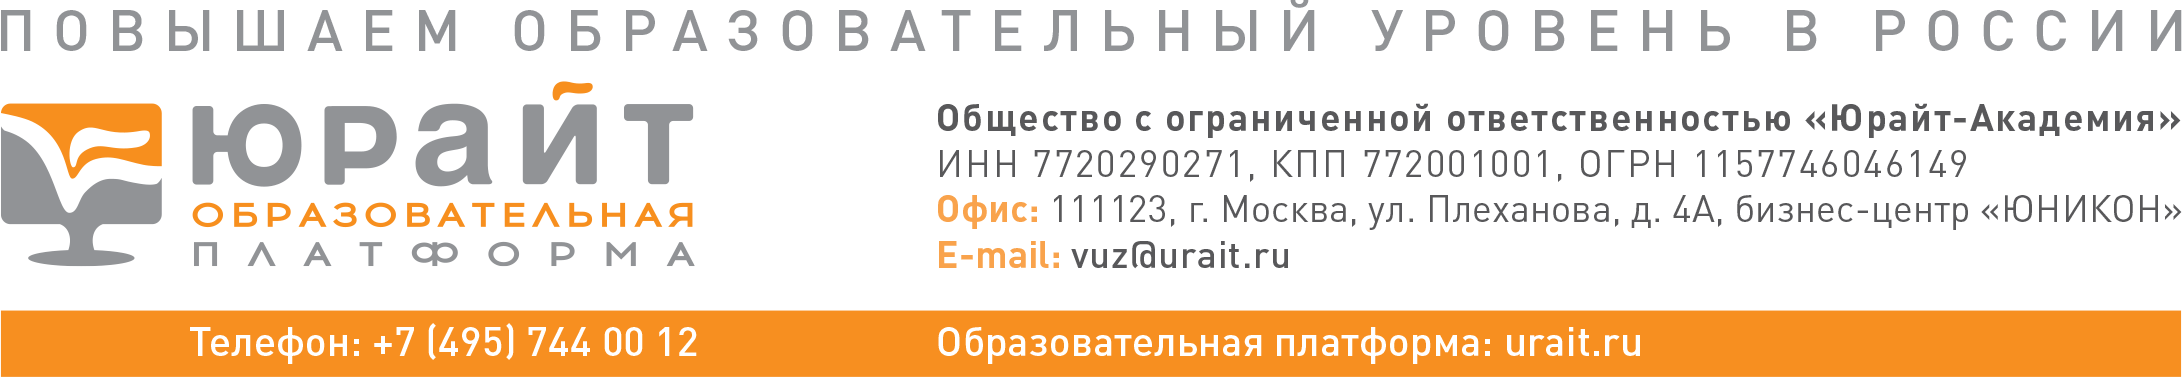 ПОВЫШАЕМ ОБРАЗОВАТЕЛЬНЫЙ УРОВЕНЬ В РОССИИ
ЮРАЙТ
ОБРАЗОВАТЕЛЬНАЯ
ПЛАТФОРМА
Общество с ограниченной ответственностью «Юрайт-Академия»
ИНН 7720290271, КПП 772001001, ОГРН 1157746046149
Офис: 111123, г. Москва, ул. Плеханова, д. 4А, бизнес-центр «ЮНИКОН»
E-mail: vuz@urait.ru
Телефон: +7 (495) 744 00 12
Образовательная платформа: urait.ru